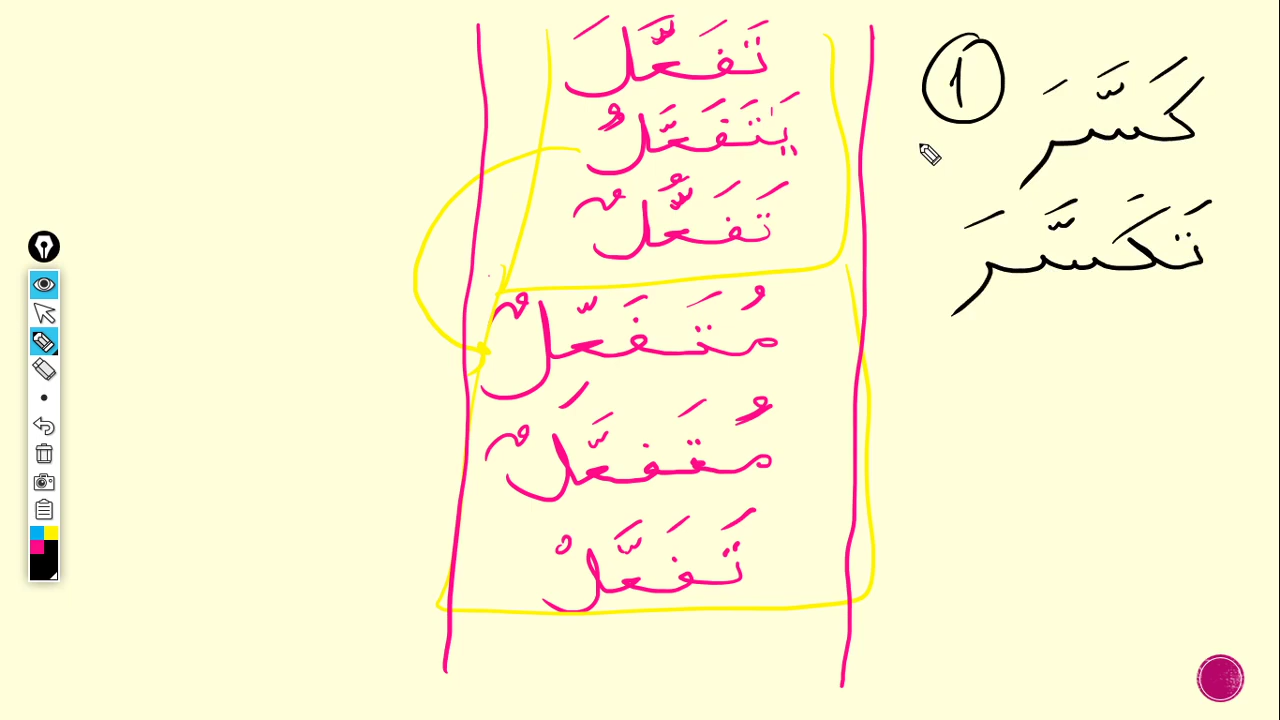 تَفَعَّلَ
يَتَفَعَّلُ
تَفَعُّلٌ
مُتَفَعِّلٌ
مُتَفَعَّلٌ
تَفَعَّلْ
١
كَسَّرَ
تَكَسَّرَ